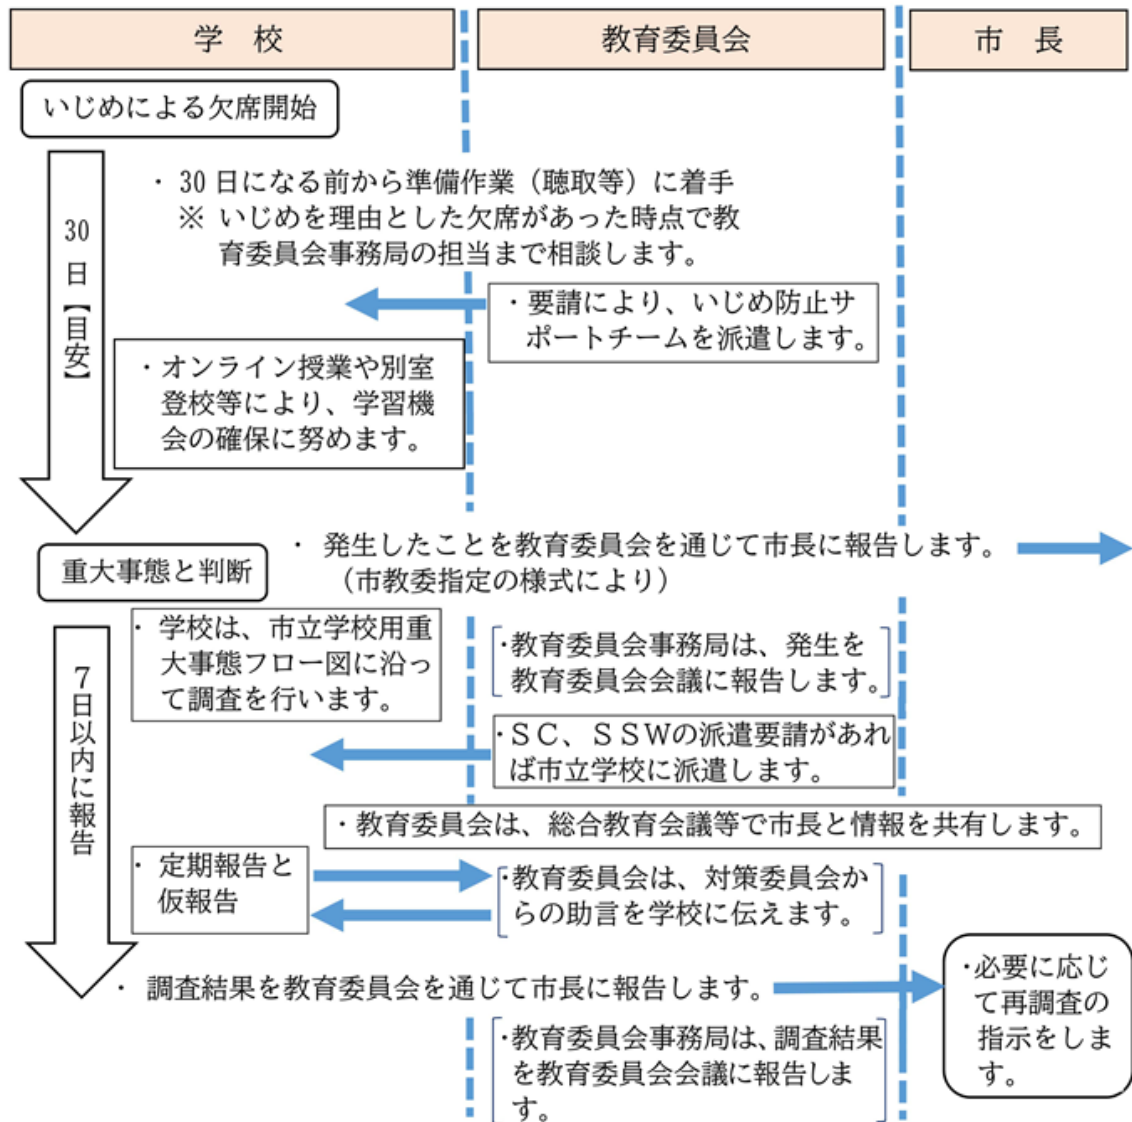 学　校
教育委員会
市　長
いじめによる欠席開始
30日【目安】
・30日になる前から準備作業（聴取等）に着手
※ いじめを理由とした欠席があった時点で教
育委員会事務局の担当まで相談します。
・要請により、いじめ防止サ
ポートチームを派遣します。
・オンライン授業や別室
登校等により、学習機
会の確保に努めます。
重大事態と判断
・ 発生したことを教育委員会を通じて市長に報告します。
（市教委指定の様式により）
7日以内に報告
・ 学校は、市立学校用重
大事態フロー図に沿っ
て調査を行います。
・教育委員会事務局は、発生を
教育委員会会議に報告します。
・ＳＣ、ＳＳＷの派遣要請があれ
ば市立学校に派遣します。
・教育委員会は、総合教育会議等で市長と情報を共有します。
・ 定期報告と
仮報告
・教育委員会は、対策委員会か
らの助言を学校に伝えます。
・ 調査結果を教育委員会を通じて市長に報告します。
・必要に応じ
て再調査の
指示をしま
す。
・教育委員会事務局は、調査結果
を教育委員会会議に報告しま
す。